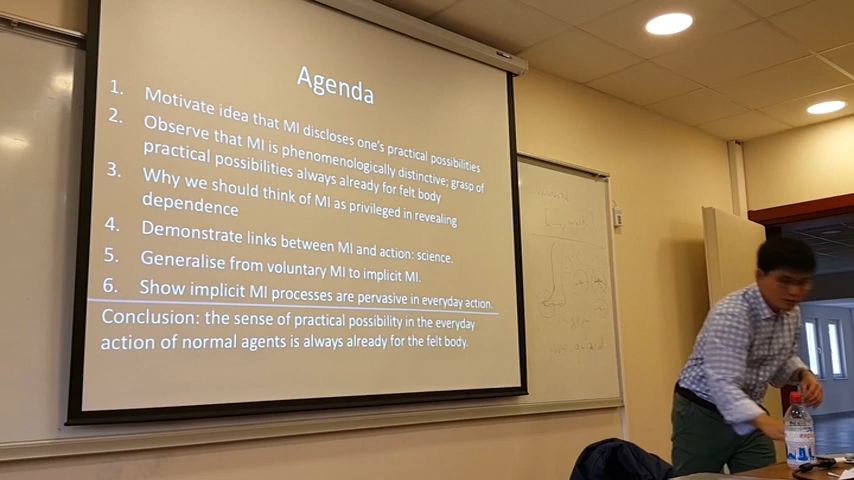 Agenda
1. Motivate idea that MI discloses one's practical possibilities
2. Observe that MI is phenomenologically distinctive; grasp of
practical possibilities always already for felt body
3. Why we should think of MI as privileged in revealing
dependence
4. Demonstrate links between MI and action: science.
5. Generalise from voluntary MI to implicit MI.
6. Show implicit MI processes are pervasive in everyday action.
Conclusion: the sense of practical possibility in the everyday
action of normal agents is always already for the felt body.